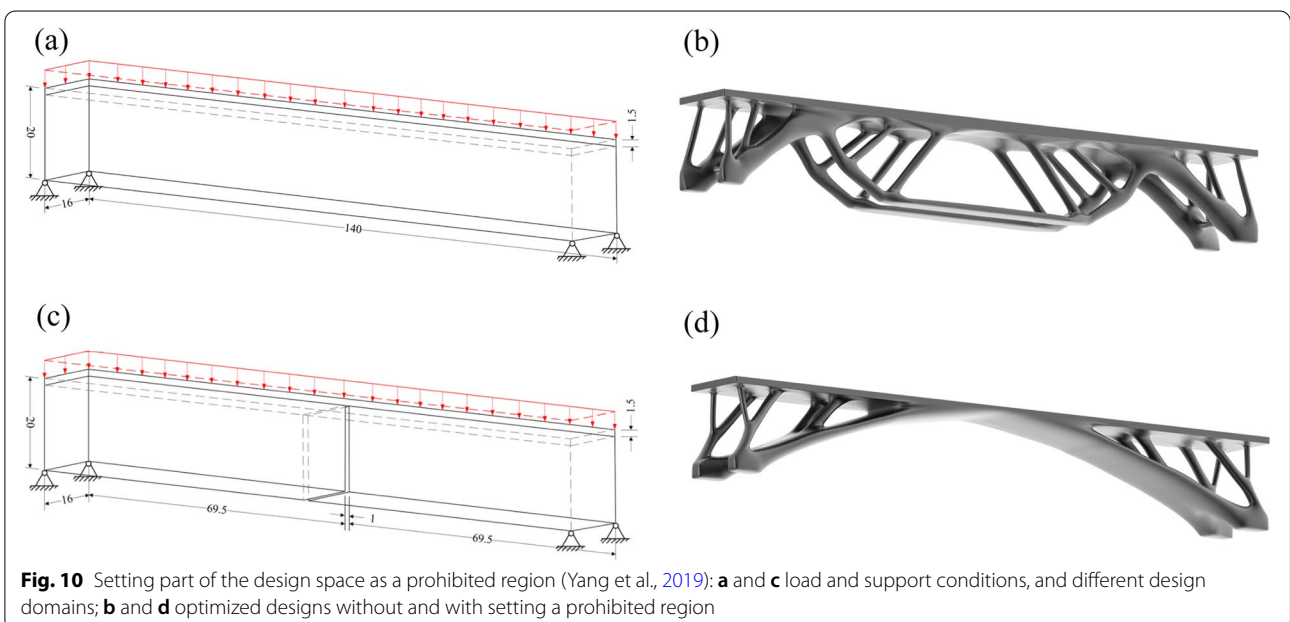 (a)
(b)
20
1.5
16
140
(c)
(d)
20
1.5
16
69.5
1
69.5
Fig. 10 Setting part of the design space as a prohibited region (Yang et al., 2019): a and c load and support conditions, and different design
domains; b and d optimized designs without and with setting a prohibited region